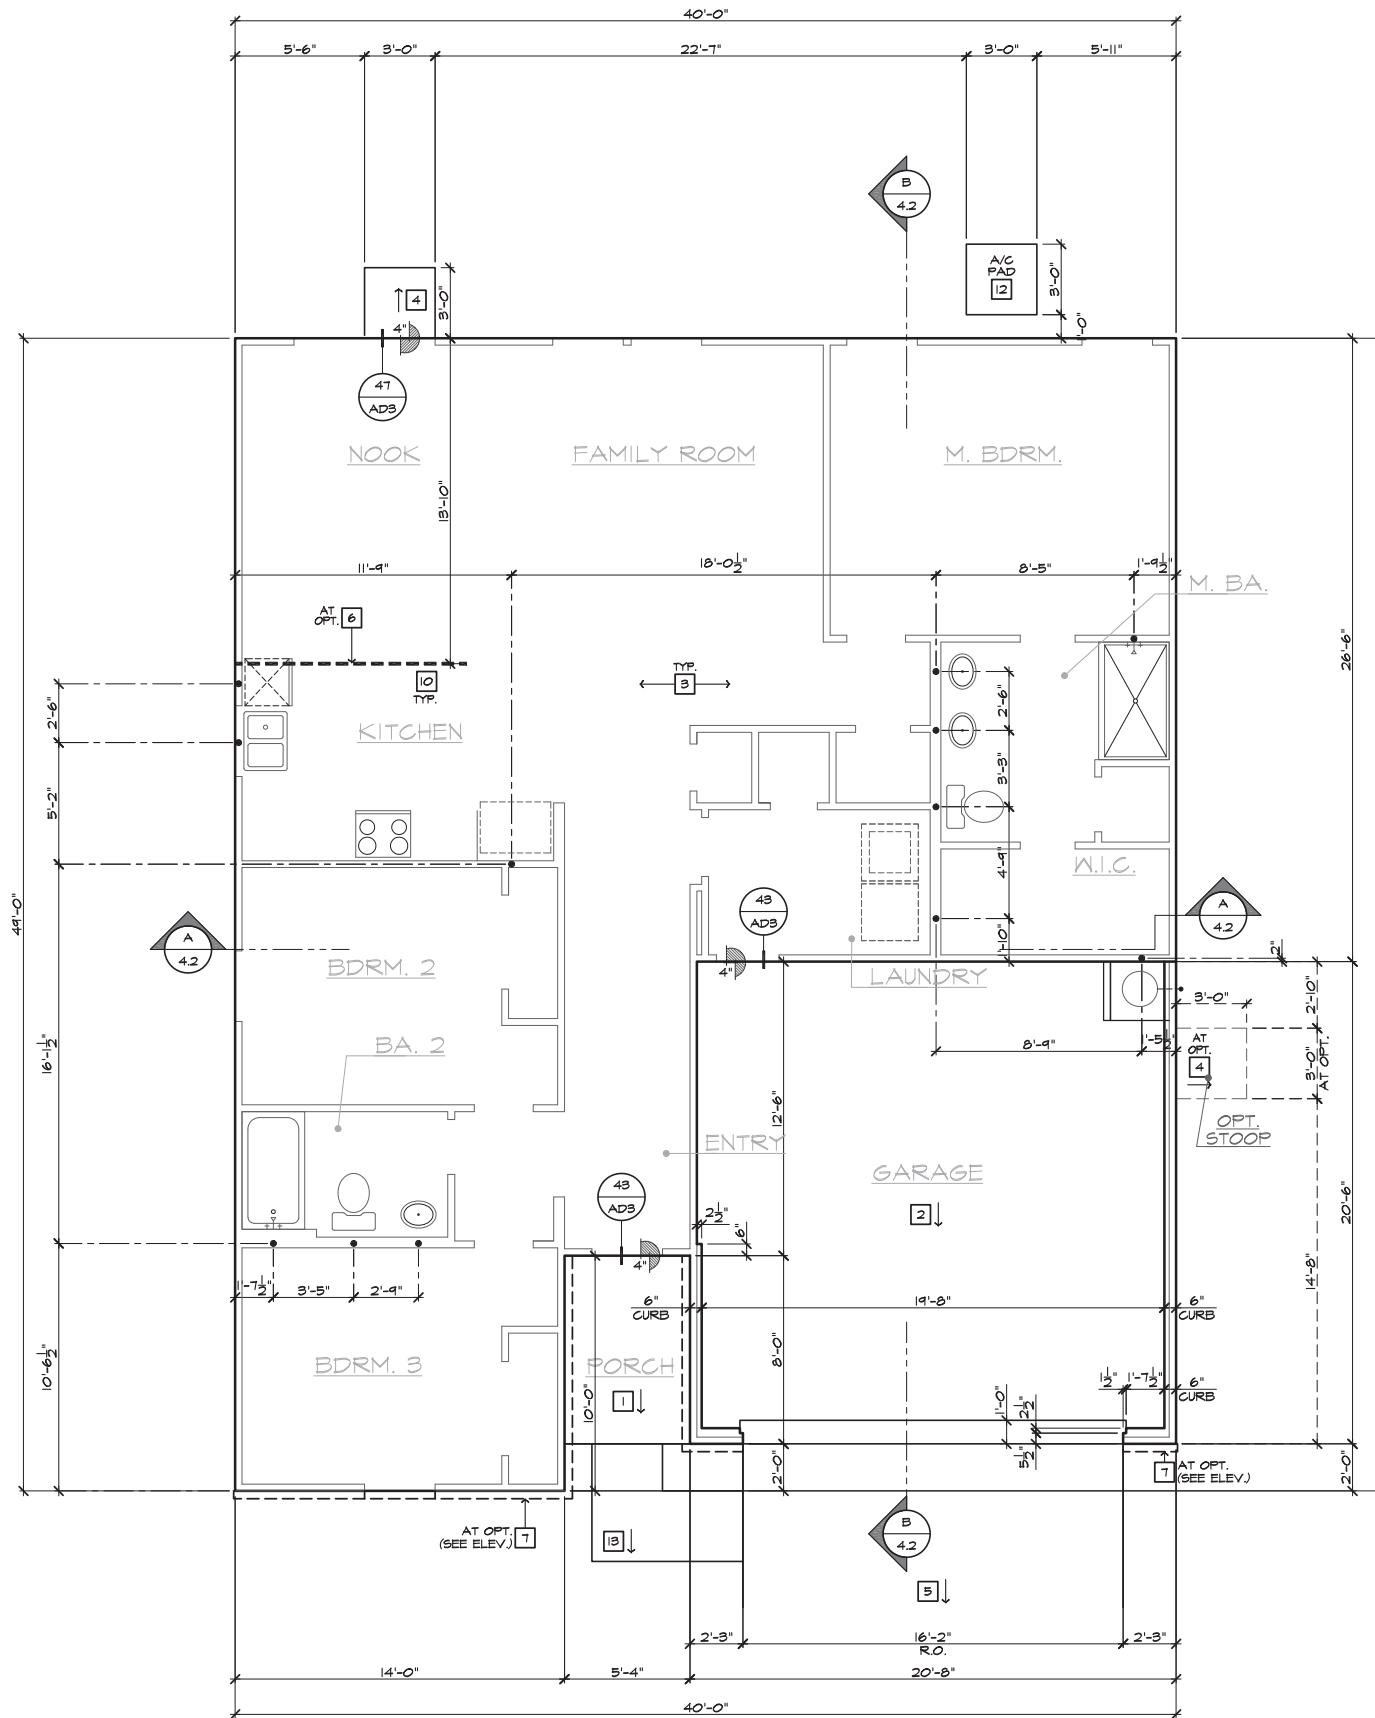 40'-0"
5'-6"
3'-0"
22'-7"
3'-0"
5'-11"
B
4.2
A/C
PAD
12
3'-0"
4
3'-0"
4"
1'-0"
47
AD3
NOOK
FAMILY ROOM
M. BDRM.
13'-10"
11'-9"
18'-0 1/2"
8'-5"
1'-9 1/2"
M. BA.
AT
OPT.
6
26'-6"
10
TYP.
TYP.
3
2'-6"
2'-6"
KITCHEN
3'-3"
5'-2"
4'-9"
W.I.C.
49'-0"
43
AD3
A
4.2
A
4.2
1'-10"
2"
BDRM. 2
4"
LAUNDRY
3'-0"
2'-10"
BA. 2
16'-1 1/2"
8'-9"
1'-5 1/2"
AT
OPT.
4
3'-0"
AT OPT.
12'-6"
OPT.
STOOP
ENTRY
GARAGE
43
AD3
2
2 1/2"
6"
20'-6"
4"
14'-8"
1'-7 1/2"
3'-5"
2'-9"
6"
CURB
19'-8"
6"
CURB
10'-6 1/2"
BDRM. 3
PORCH
8'-0"
1
10'-0"
1 1/2"
1'-7 1/2"
6"
CURB
1'-0"
2 1/2"
5 1/2"
2'-0"
7
AT OPT.
(SEE ELEV.)
2'-0"
AT OPT.
(SEE ELEV.)
7
13
B
4.2
5
2'-3"
16'-2"
R.O.
2'-3"
14'-0"
5'-4"
20'-8"
40'-0"